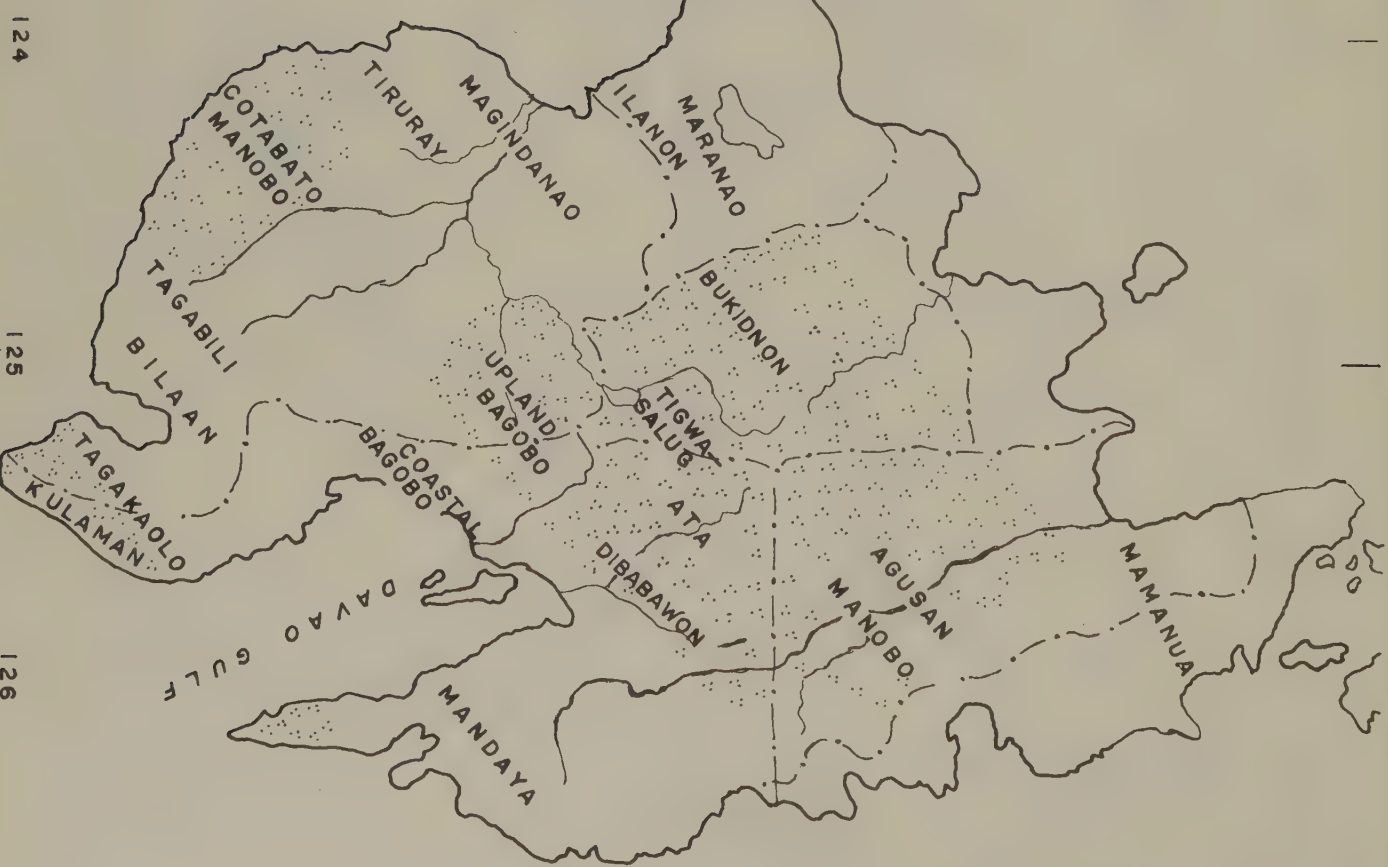 124
125
126
COTABATO
MANOBO
TIRURAY
MAGINDANAO
ILANON
MARANAO
BUKIDNON
TAGABILI
BILAAN
UPLAND
BAGOBO
TIGWA
SALUG
COASTAL
BAGOBO
TAGAKAOLO
KULAMAN
ATA
DIBABAWON
AGUSAN
MANOBO
MAMANUA
DAVAO GULF
MANDAYA